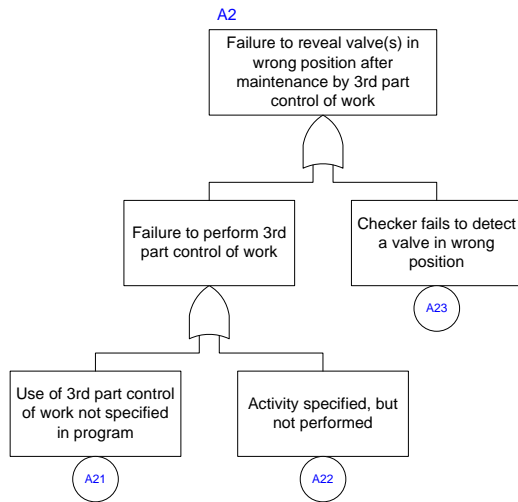 A2
Failure to reveal valve(s) in
wrong position after
maintenance by 3rd part
control of work
Failure to perform 3rd
part control of work
Checker fails to detect
a valve in wrong
position
A23
Use of 3rd part control
of work not specified
in program
Activity specified, but
not performed
A21
A22